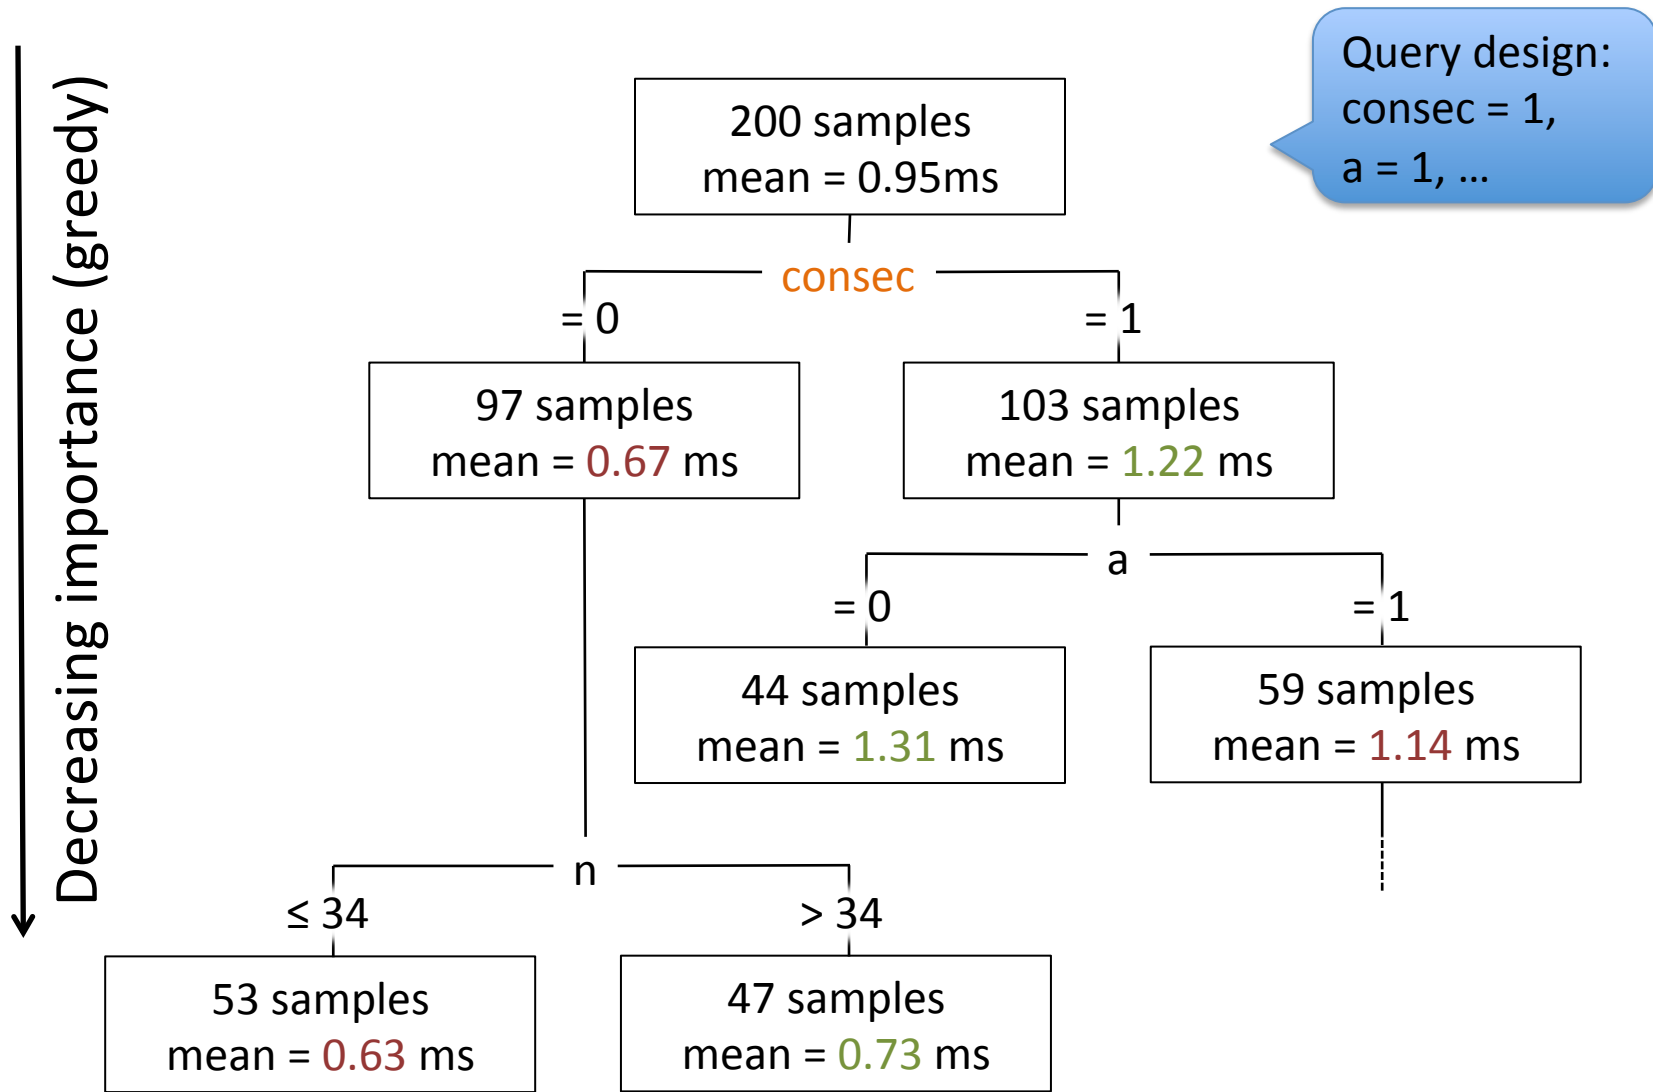 Decreasing importance (greedy)
Query design:
consec = 1,
a = 1, ...
200 samples
mean = 0.95ms
consec
= 0
= 1
97 samples
mean = 0.67 ms
103 samples
mean = 1.22 ms
a
= 0
= 1
44 samples
mean = 1.31 ms
59 samples
mean = 1.14 ms
n
≤ 34
> 34
53 samples
mean = 0.63 ms
47 samples
mean = 0.73 ms